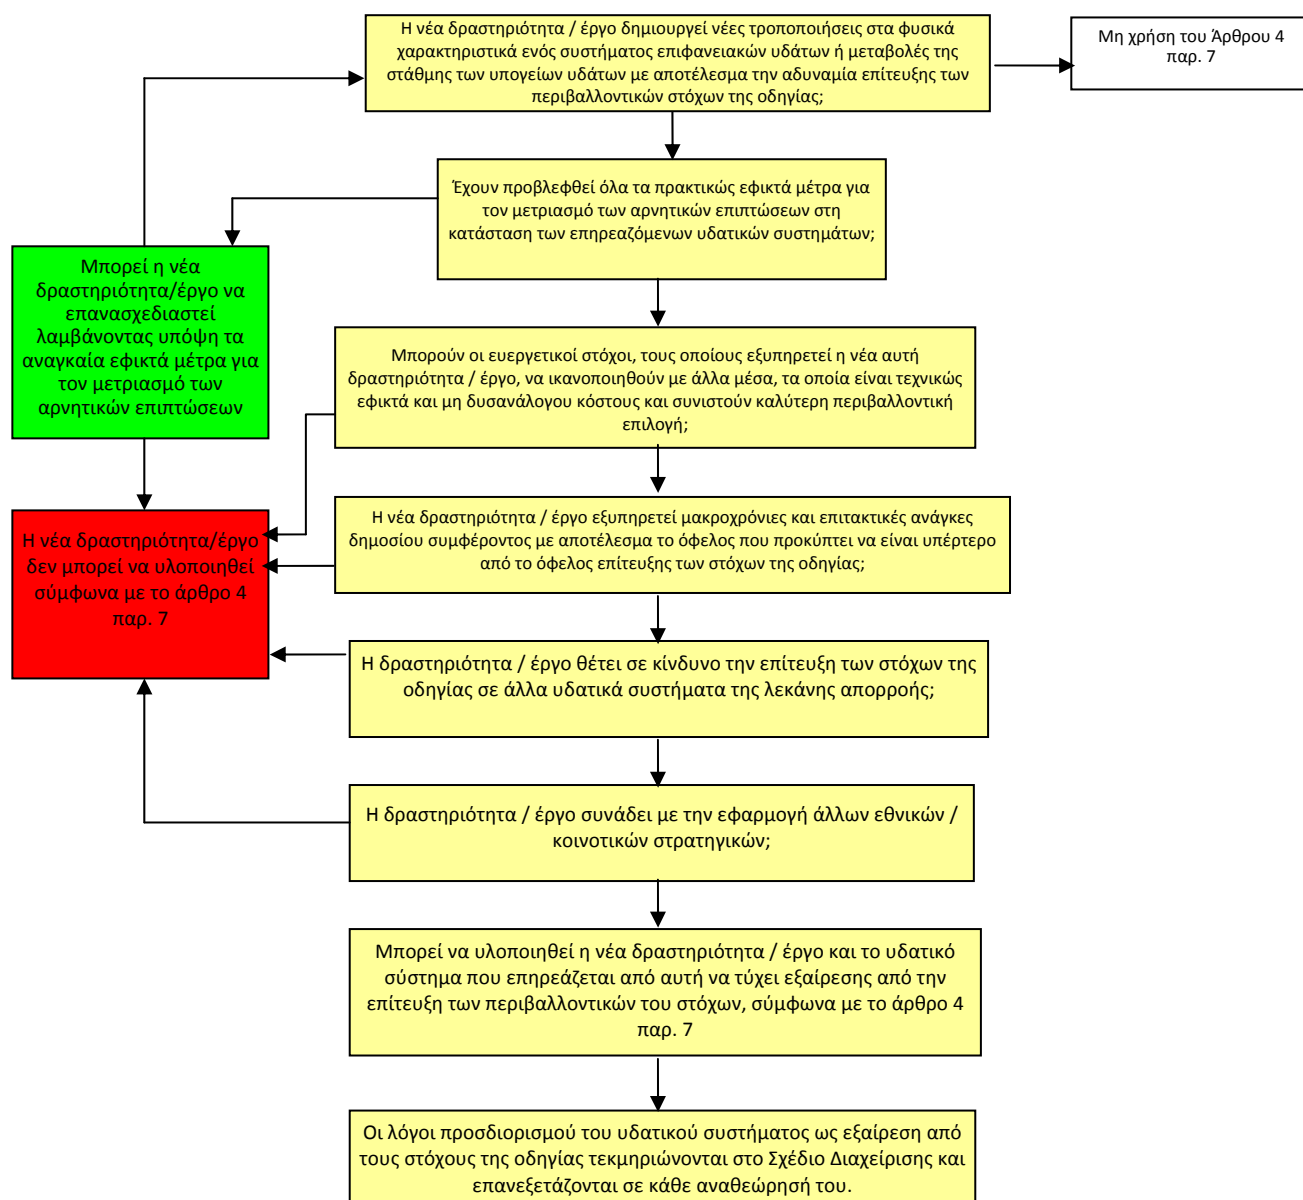 Η νέα δραστηριότητα / έργο δημιουργεί νέες τροποποιήσεις στα φυσικά
χαρακτηριστικά ενός συστήματος επιφανειακών υδάτων ή μεταβολές της
στάθμης των υπογείων υδάτων με αποτέλεσμα την αδυναμία επίτευξης των
περιβαλλοντικών στόχων της οδηγίας;
Μη χρήση του Άρθρου 4
παρ. 7
Έχουν προβλεφθεί όλα τα πρακτικώς εφικτά μέτρα για
τον μετριασμό των αρνητικών επιπτώσεων στη
κατάσταση των επηρεαζόμενων υδατικών συστημάτων;
Μπορεί η νέα
δραστηριότητα/έργο να
επανασχεδιαστεί
λαμβάνοντας υπόψη τα
αναγκαία εφικτά μέτρα για
τον μετριασμό των
αρνητικών επιπτώσεων
Μπορούν οι ευεργετικοί στόχοι, τους οποίους εξυπηρετεί η νέα αυτή
δραστηριότητα / έργο, να ικανοποιηθούν με άλλα μέσα, τα οποία είναι τεχνικώς
εφικτά και μη δυσανάλογου κόστους και συνιστούν καλύτερη περιβαλλοντική
επιλογή;
Η νέα δραστηριότητα / έργο εξυπηρετεί μακροχρόνιες και επιτακτικές ανάγκες
δημοσίου συμφέροντος με αποτέλεσμα το όφελος που προκύπτει να είναι υπέρτερο
από το όφελος επίτευξης των στόχων της οδηγίας;
Η νέα δραστηριότητα/έργο
δεν μπορεί να υλοποιηθεί
σύμφωνα με το άρθρο 4
παρ. 7
Η δραστηριότητα / έργο θέτει σε κίνδυνο την επίτευξη των στόχων της
οδηγίας σε άλλα υδατικά συστήματα της λεκάνης απορροής;
Η δραστηριότητα / έργο συνάδει με την εφαρμογή άλλων εθνικών /
κοινοτικών στρατηγικών;
Μπορεί να υλοποιηθεί η νέα δραστηριότητα / έργο και το υδατικό
σύστημα που επηρεάζεται από αυτή να τύχει εξαίρεσης από την
επίτευξη των περιβαλλοντικών του στόχων, σύμφωνα με το άρθρο 4
παρ. 7
Οι λόγοι προσδιορισμού του υδατικού συστήματος ως εξαίρεση από
τους στόχους της οδηγίας τεκμηριώνονται στο Σχέδιο Διαχείρισης και
επανεξετάζονται σε κάθε αναθεώρησή του.